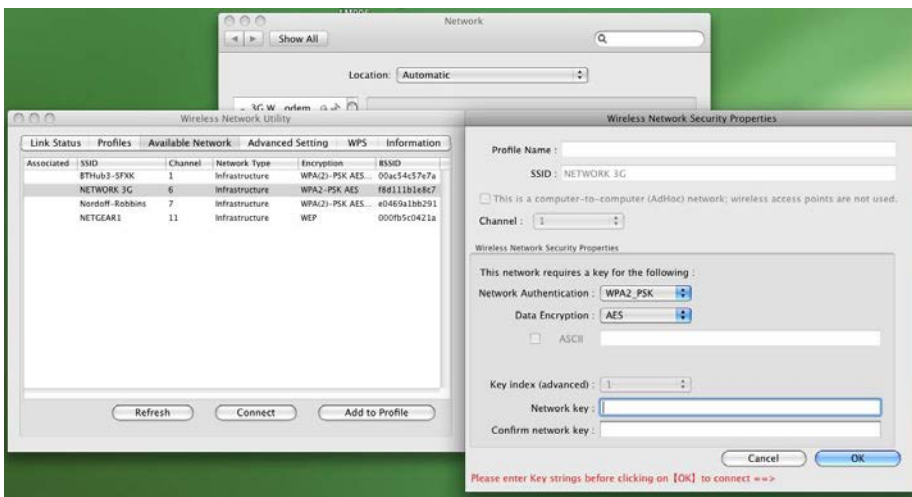 Network
Show All
Location: Automatic
Wireless Network Utility
Link Status Profiles Available Network Advanced Setting WPS Information
Associated SSID Channel Network Type Encryption BSSID
BTHub3-SFXK 1 Infrastructure WPA(2)-PSK AES... 00ac54c57e7a
NETWORK 3G 6 Infrastructure WPA2-PSK AES f8d111b1e8c7
Nordoff-Robbins 7 Infrastructure WPA(2)-PSK AES... e0469a1bb291
NETGEAR1 11 Infrastructure WEP 000fb5c0421a
Refresh Connect Add to Profile
Wireless Network Security Properties
Profile Name :
SSID : NETWORK 3G
This is a computer-to-computer (AdHoc) network; wireless access points are not used.
Channel : 1
Wireless Network Security Properties
This network requires a key for the following :
Network Authentication : WPA2_PSK
Data Encryption : AES
ASCII
Key index (advanced) : 1
Network key :
Confirm network key :
Cancel OK
Please enter Key strings before clicking on 【OK】 to connect ==>